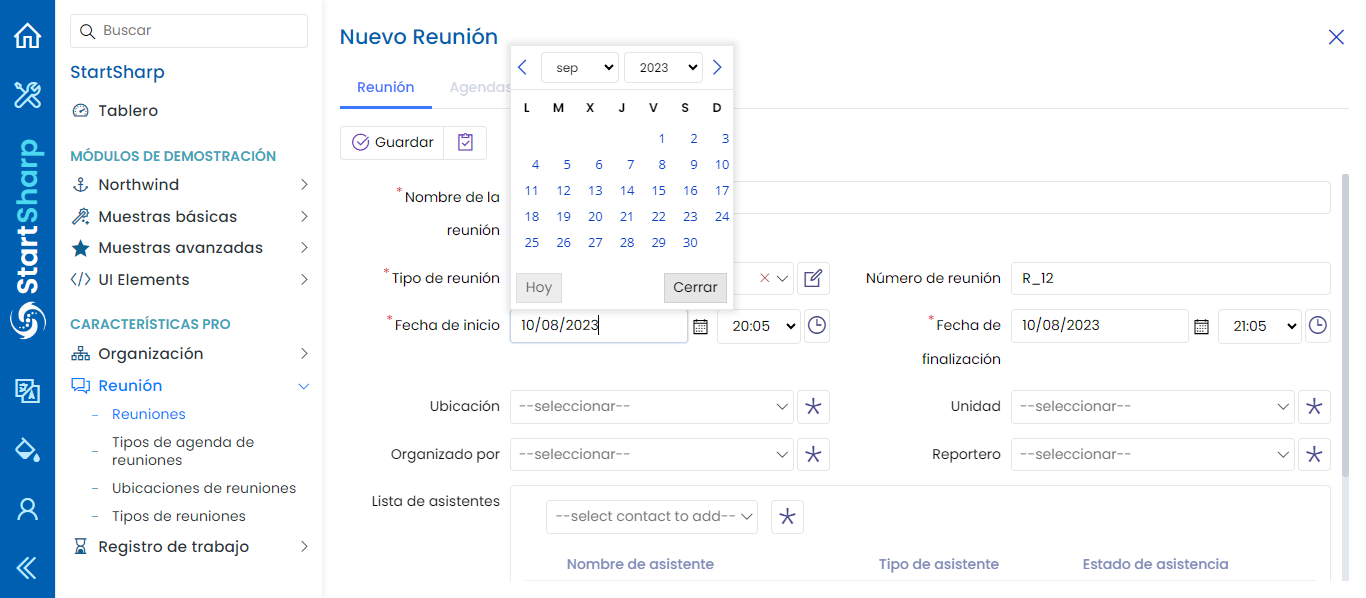 StartSharp
Buscar
StartSharp
Tablero
MÓDULOS DE DEMOSTRACIÓN
Northwind
Muestras básicas
Muestras avanzadas
UI Elements
CARACTERÍSTICAS PRO
Organización
Reunión
Reuniones
Tipos de agenda de
reuniones
Ubicaciones de reuniones
Tipos de reuniones
Registro de trabajo
Nuevo Reunión
Reunión
Agendas
Guardar
sep 2023
L M X J V S D
1 2 3
4 5 6 7 8 9 10
11 12 13 14 15 16 17
18 19 20 21 22 23 24
25 26 27 28 29 30
Hoy Cerrar
*Nombre de la
reunión
*Tipo de reunión
Número de reunión R_12
*Fecha de inicio 10/08/2023 20:05
*Fecha de
finalización
10/08/2023 21:05
Ubicación --seleccionar--
Unidad --seleccionar--
Organizado por --seleccionar--
Reportero --seleccionar--
Lista de asistentes
--select contact to add--
Nombre de asistente Tipo de asistente Estado de asistencia